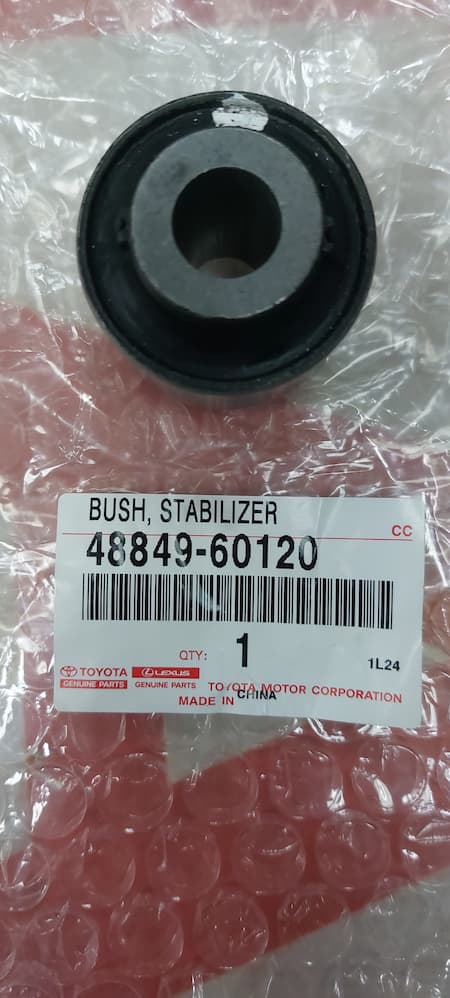 BUSH, STABILIZER
CC
48849-60120
QTY: 1 1L24
TOYOTA LEXUS
GENUINE PARTS GENUINE PARTS TOYOTA MOTOR CORPORATION
MADE IN CHINA